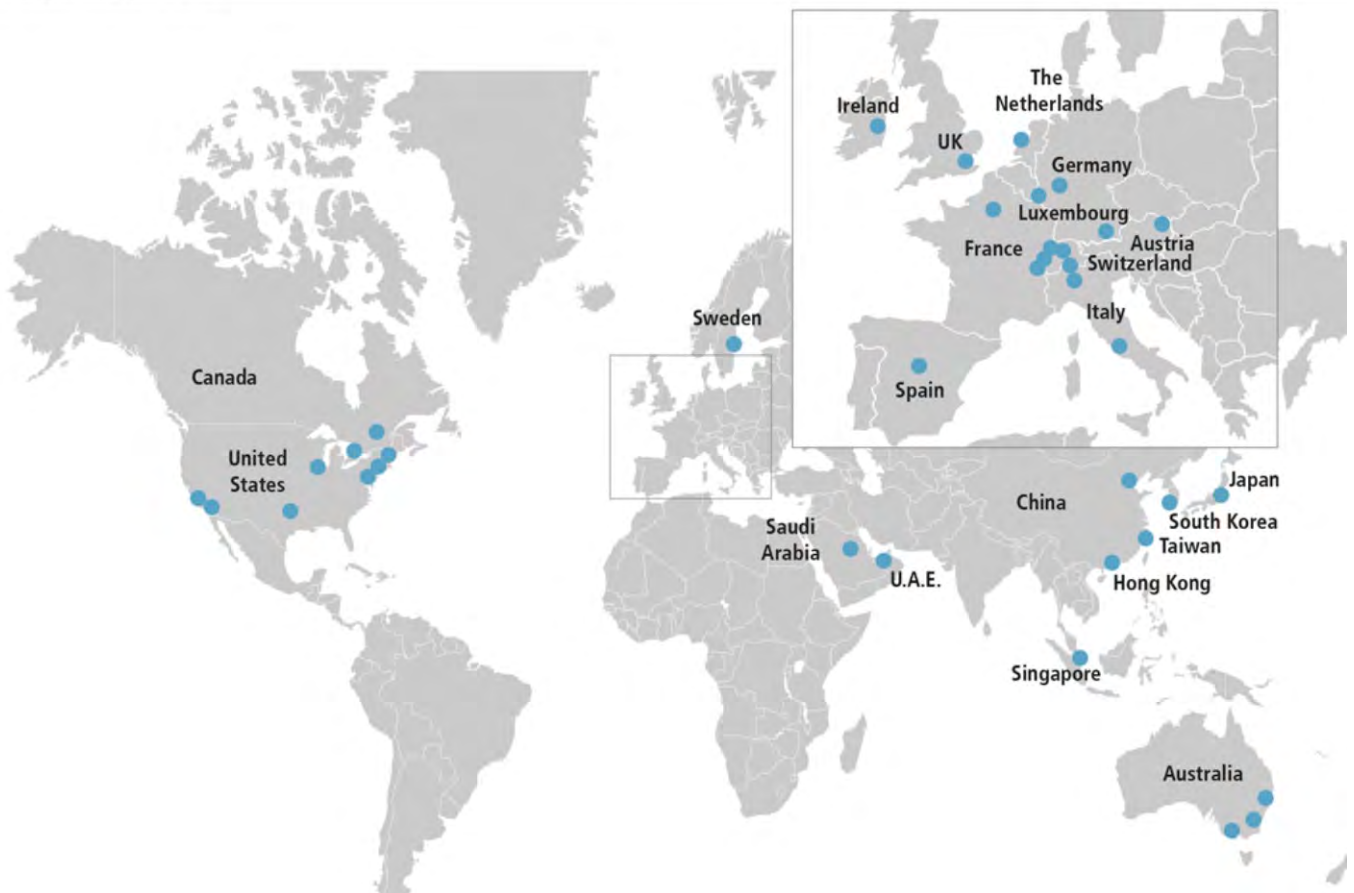 The
Netherlands
Ireland
UK
Germany
Luxembourg
France
Austria
Switzerland
Italy
Spain
Sweden
Canada
United
States
China
Japan
South Korea
Taiwan
Hong Kong
Saudi
Arabia
U.A.E.
Singapore
Australia